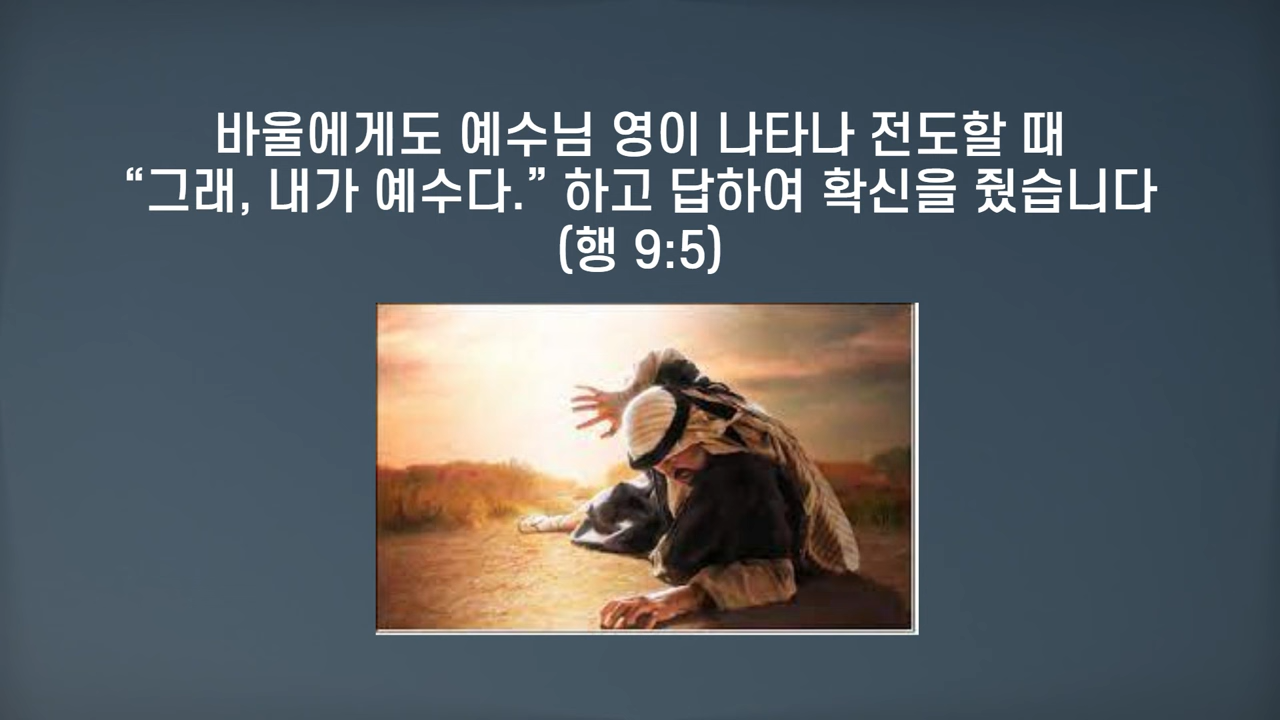 바울에게도 예수님 영이 나타나 전도할 때
“그래, 내가 예수다.” 하고 답하여 확신을 줬습니다
(행 9:5)